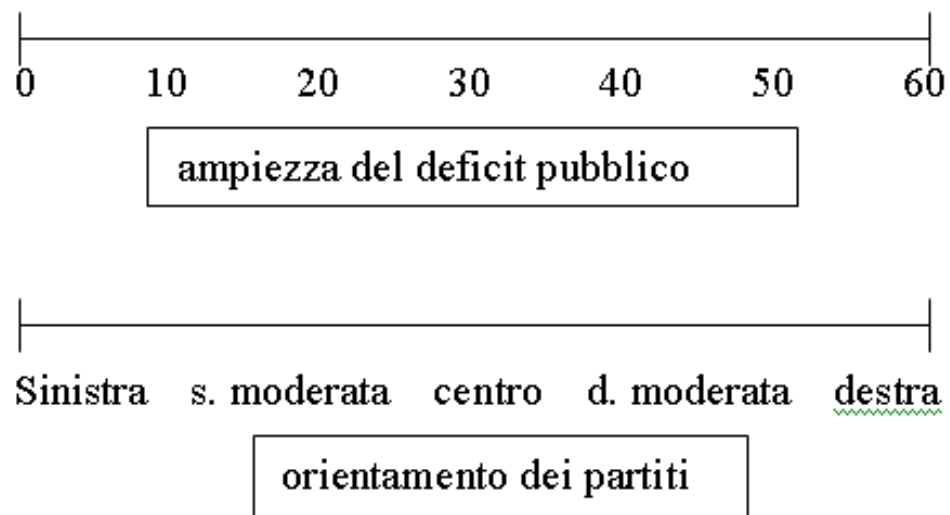 0 10 20 30 40 50 60
ampiezza del deficit pubblico
Sinistra s. moderata centro d. moderata destra
orientamento dei partiti